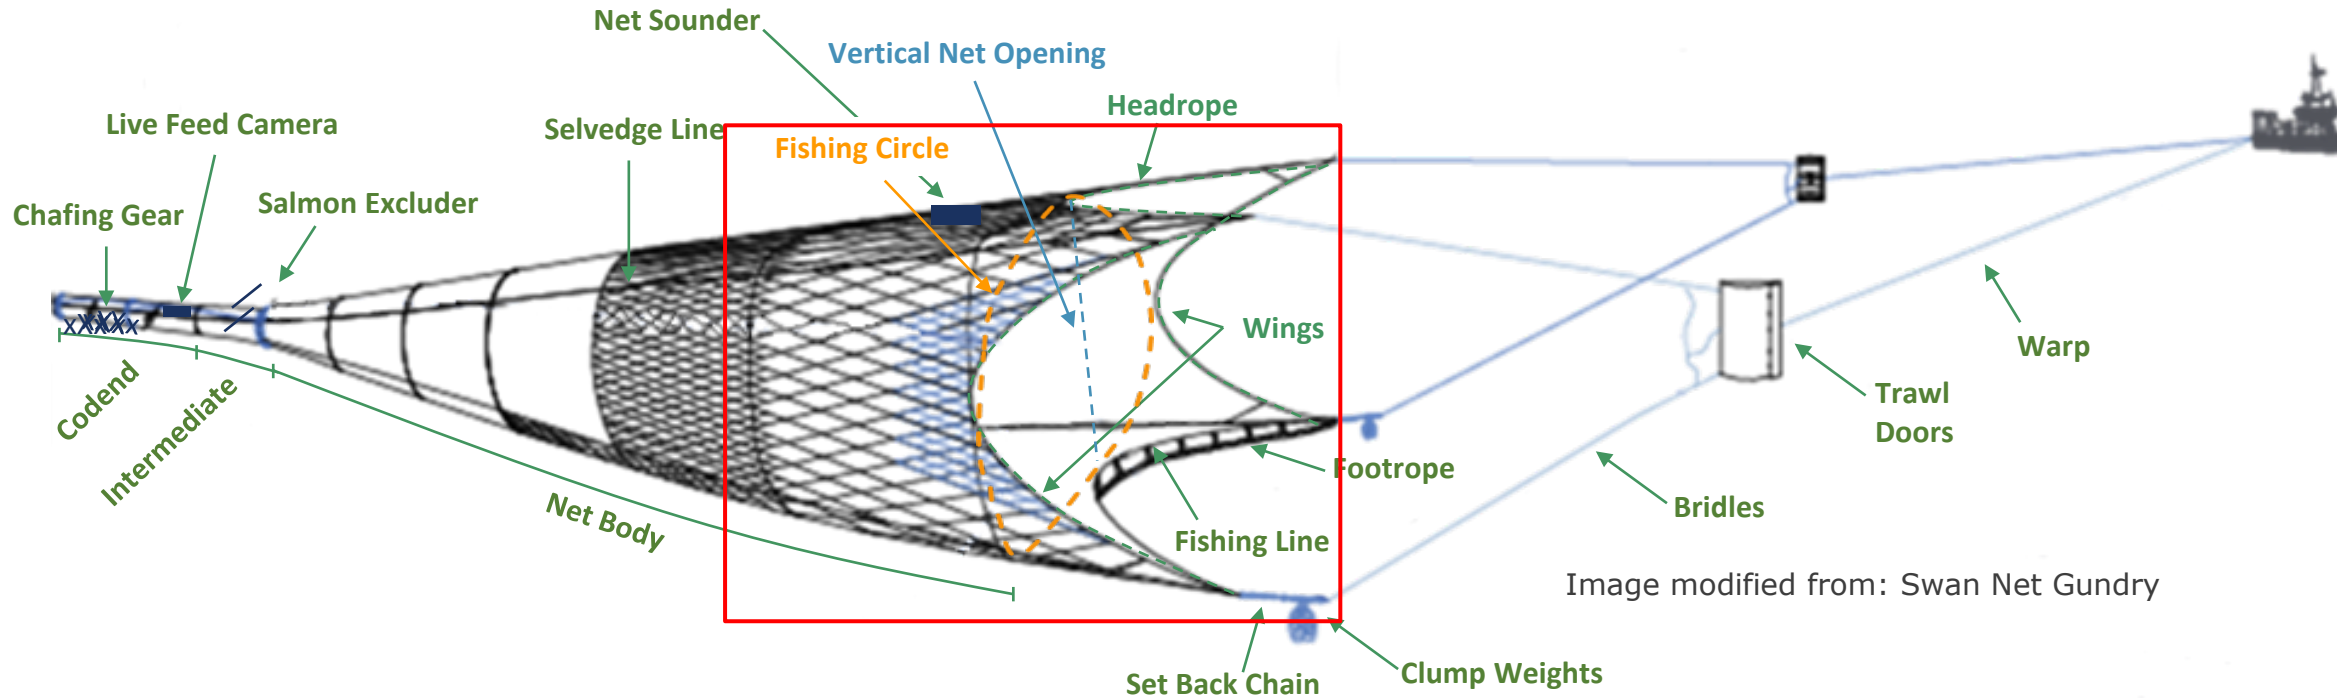 Net Sounder
Vertical Net Opening
Headrope
Live Feed Camera
Selvedge Line
Fishing Circle
Chafing Gear
Salmon Excluder
Wings
Warp
Codend
Intermediate
Trawl
Doors
Footrope
Net Body
Bridles
Fishing Line
Image modified from: Swan Net Gundry
Set Back Chain
Clump Weights